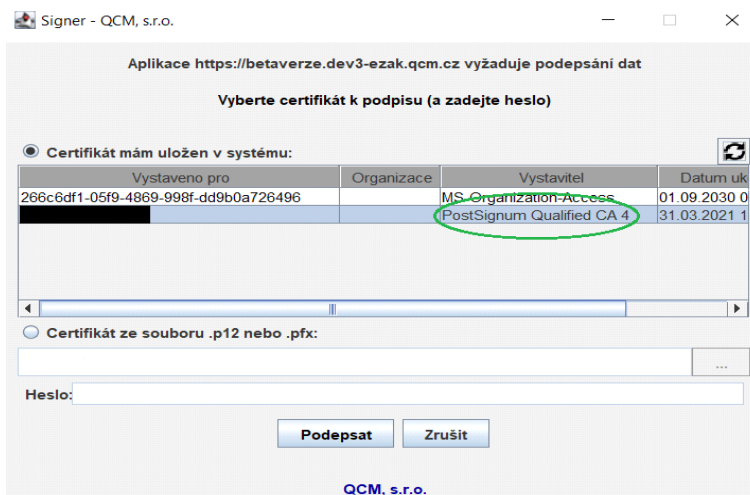 Signer - QCM, s.r.o.
Aplikace https://betaverze.dev3-ezak.qcm.cz vyžaduje podepsání dat
Vyberte certifikát k podpisu (a zadejte heslo)
Certifikát mám uložen v systému:
Vystaveno pro Organizace Vystavitel Datum uk
266c6df1-05f9-4869-998f-dd9b0a726496 MS-Organization-Access 01.09.2030 0
PostSignum Qualified CA 4 31.03.2021 1
Certifikát ze souboru .p12 nebo .pfx:
...
Heslo:
Podepsat Zrušit
QCM, s.r.o.